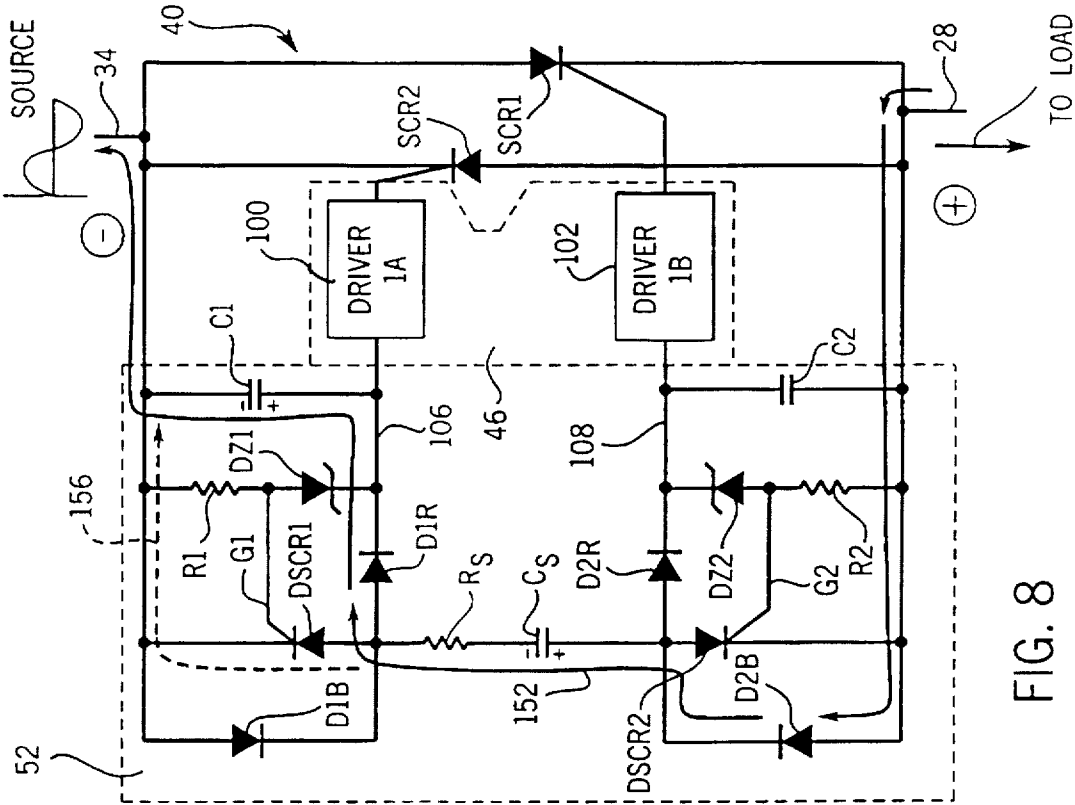 SOURCE
40
34
−
52
156
R1
G1
DSCR1
D1B
DZ1
C1
− +
100
DRIVER
1A
SCR2
SCR1
106
46
D1R
RS
CS
− +
152
108
D2R
102
DRIVER
1B
C2
DZ2
G2
R2
DSCR2
D2B
+
28
TO LOAD
FIG. 8